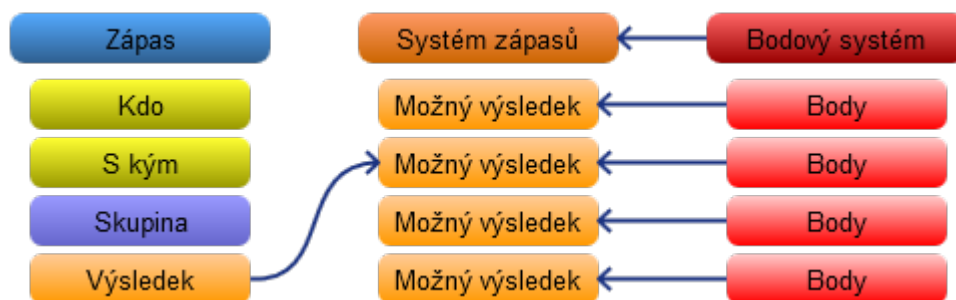 Zápas
Systém zápasů
Bodový systém
Kdo
Možný výsledek
Body
S kým
Možný výsledek
Body
Skupina
Možný výsledek
Body
Výsledek
Možný výsledek
Body